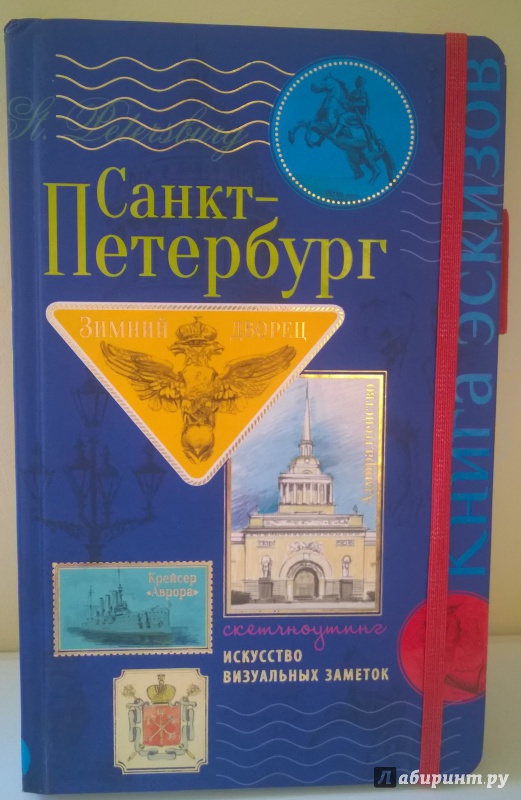 St. Petersburg
Санкт-
Петербург
ЗИМНИЙ ДВОРЕЦ
Адмиралтейство
Крейсер
«Аврора»
скетчноутинг
ИСКУССТВО
ВИЗУАЛЬНЫХ ЗАМЕТОК
КНИГА ЭСКИЗОВ
Лабиринт.ру